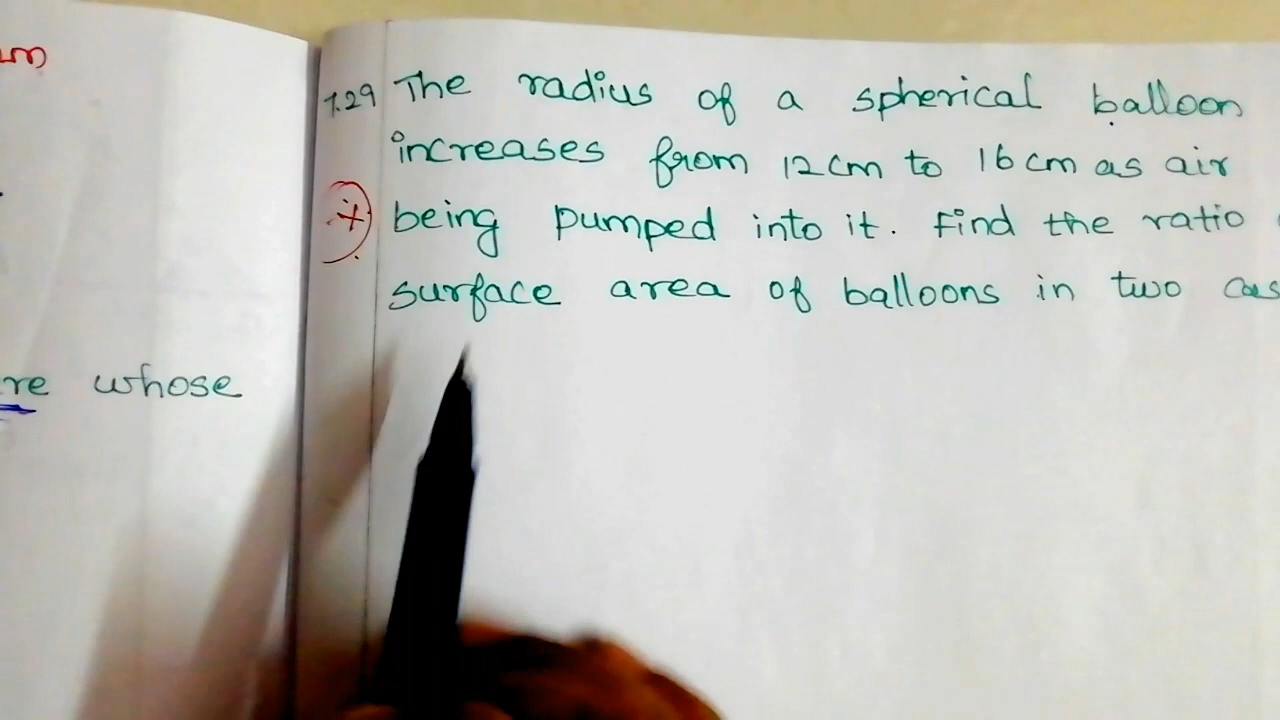 re whose
7.29 The radius of a spherical balloon
increases from 12cm to 16cm as air
being pumped into it. Find the ratio
surface area of balloons in two cas